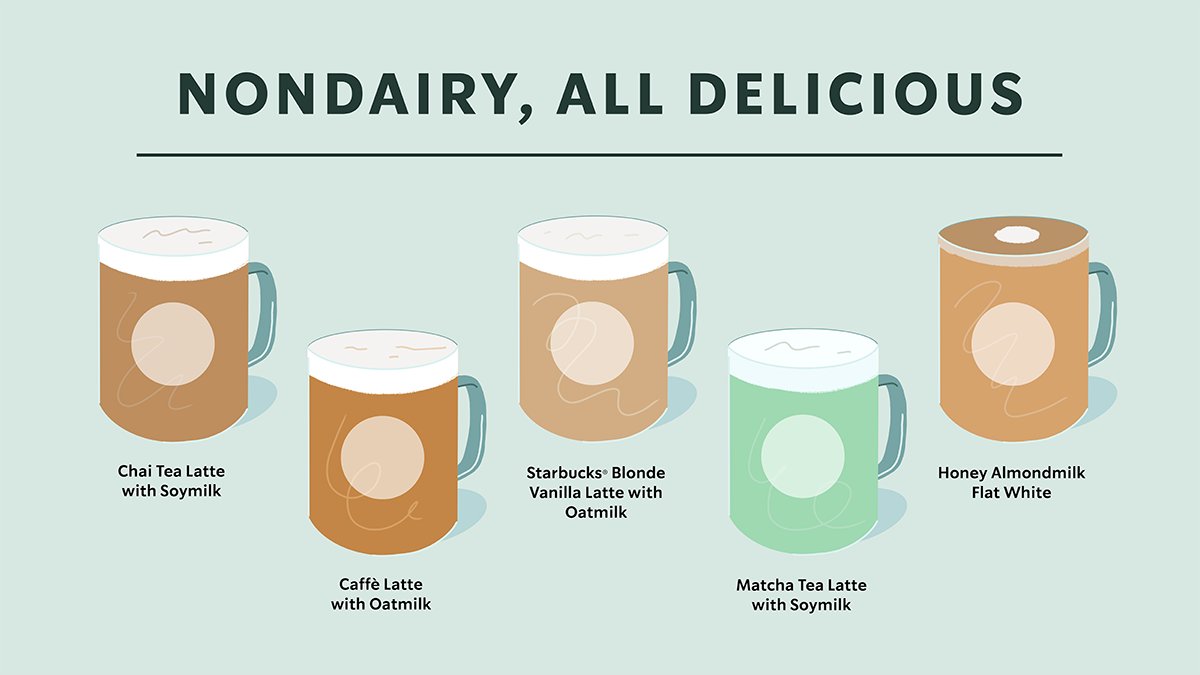 NONDAIRY, ALL DELICIOUS
Chai Tea Latte
with Soymilk
Caffè Latte
with Oatmilk
Starbucks® Blonde
Vanilla Latte with
Oatmilk
Matcha Tea Latte
with Soymilk
Honey Almondmilk
Flat White